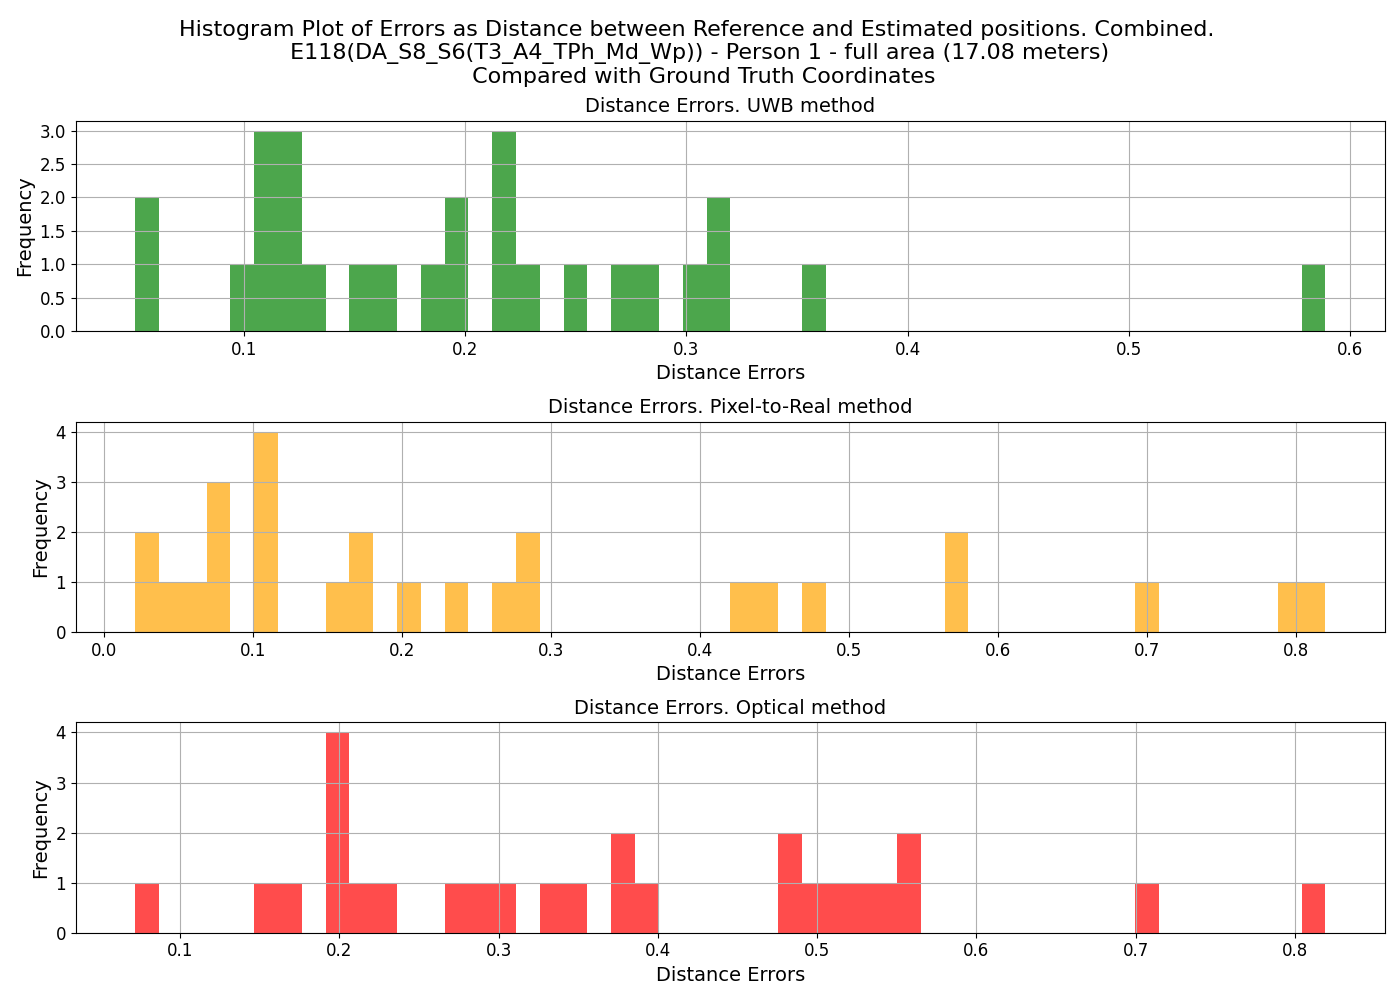 Histogram Plot of Errors as Distance between Reference and Estimated positions. Combined.
E118(DA_S8_S6(T3_A4_TPh_Md_Wp)) - Person 1 - full area (17.08 meters)
Compared with Ground Truth Coordinates
Distance Errors. UWB method
Frequency
3.0
2.5
2.0
1.5
1.0
0.5
0.0
0.1 0.2 0.3 0.4 0.5 0.6
Distance Errors
Distance Errors. Pixel-to-Real method
Frequency
4
3
2
1
0
0.0 0.1 0.2 0.3 0.4 0.5 0.6 0.7 0.8
Distance Errors
Distance Errors. Optical method
Frequency
4
3
2
1
0
0.1 0.2 0.3 0.4 0.5 0.6 0.7 0.8
Distance Errors